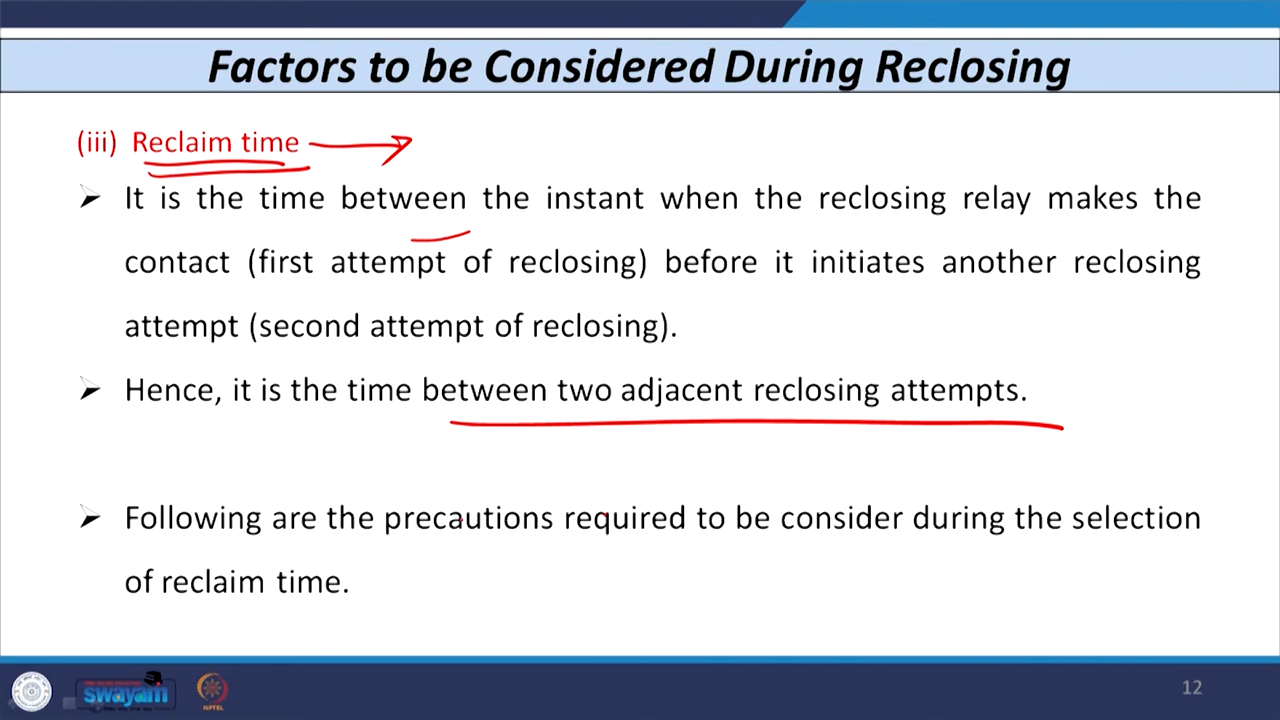 Factors to be Considered During Reclosing
(iii) Reclaim time
It is the time between the instant when the reclosing relay makes the
contact (first attempt of reclosing) before it initiates another reclosing
attempt (second attempt of reclosing).
Hence, it is the time between two adjacent reclosing attempts.
Following are the precautions required to be consider during the selection
of reclaim time.
swayam
NPTEL
12